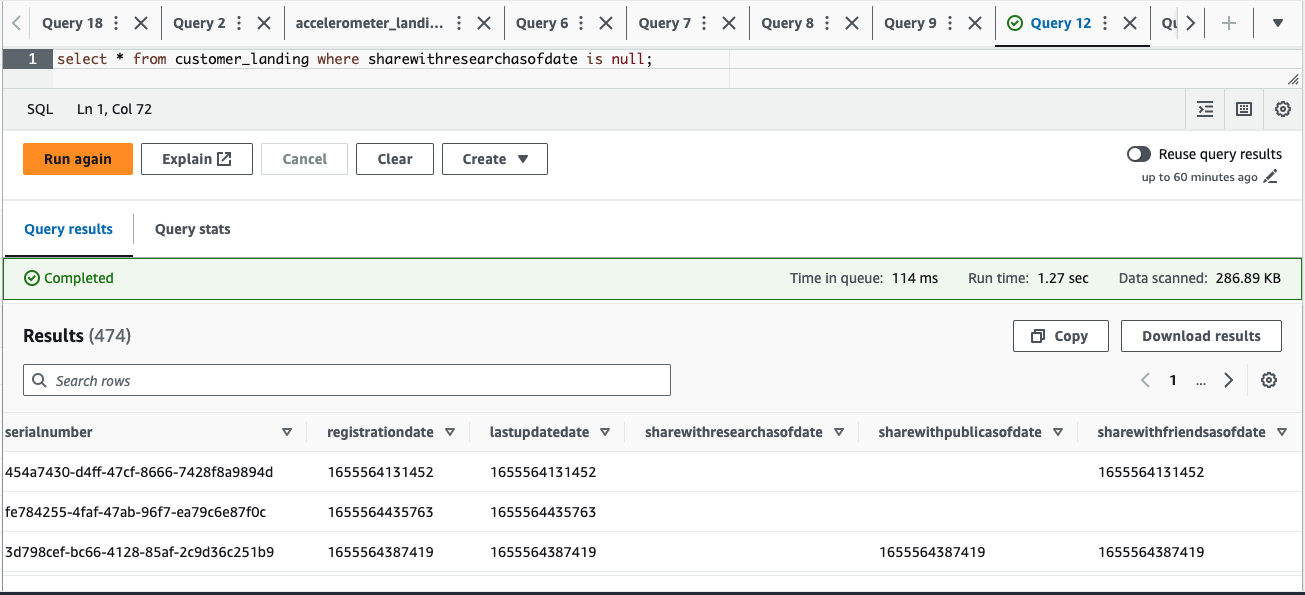 Query 18 Query 2 accelerometer_landi... Query 6 Query 7 Query 8 Query 9 Query 12 Qu
1 select * from customer_landing where sharewithresearchasofdate is null;
SQL Ln 1, Col 72
Run again Explain Cancel Clear Create Reuse query results
up to 60 minutes ago
Query results Query stats
Completed Time in queue: 114 ms Run time: 1.27 sec Data scanned: 286.89 KB
Results (474) Copy Download results
Search rows 1 ...
serialnumber registrationdate lastupdatedate sharewithresearchasofdate sharewithpublicasofdate sharewithfriendsasofdate
454a7430-d4ff-47cf-8666-7428f8a9894d 1655564131452 1655564131452 1655564131452
fe784255-4faf-47ab-96f7-ea79c6e87f0c 1655564435763 1655564435763
3d798cef-bc66-4128-85af-2c9d36c251b9 1655564387419 1655564387419 1655564387419 1655564387419